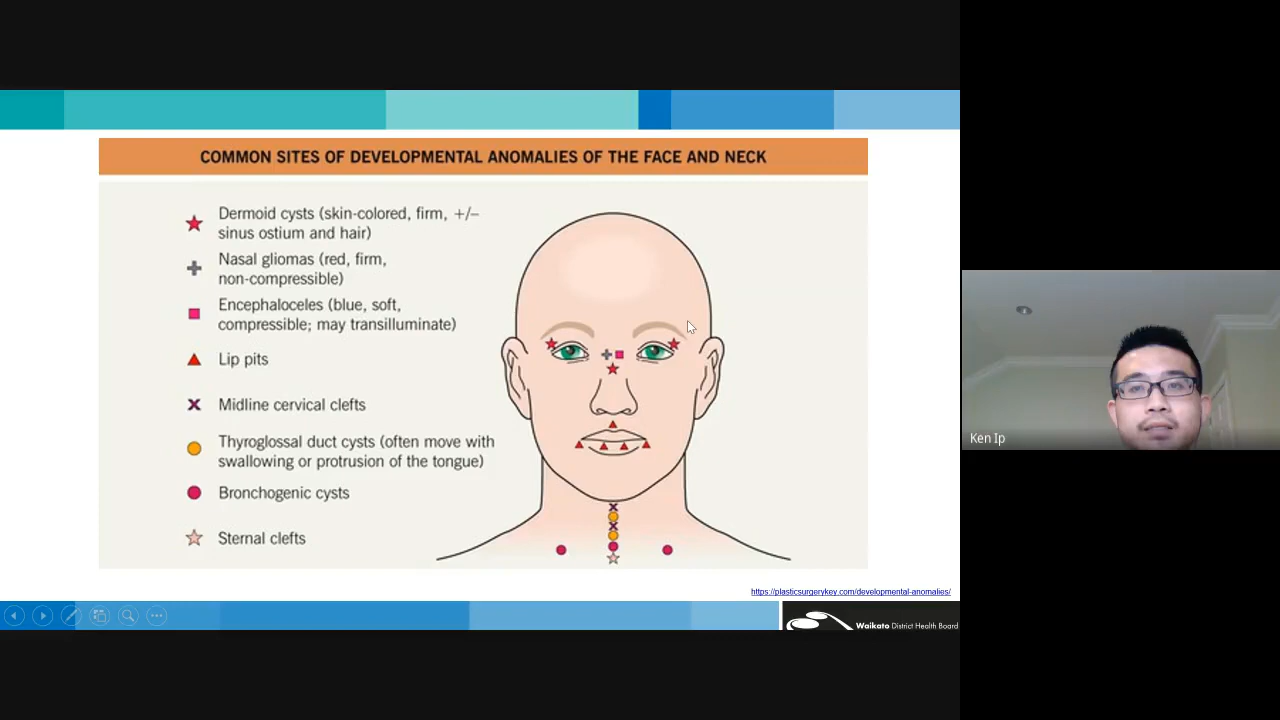 COMMON SITES OF DEVELOPMENTAL ANOMALIES OF THE FACE AND NECK
Dermoid cysts (skin-colored, firm, +/–
sinus ostium and hair)
Nasal gliomas (red, firm,
non-compressible)
Encephaloceles (blue, soft,
compressible; may transilluminate)
Lip pits
Midline cervical clefts
Thyroglossal duct cysts (often move with
swallowing or protrusion of the tongue)
Bronchogenic cysts
Sternal clefts
https://plasticsurgerykey.com/developmental-anomalies/
Waikato District Health Board
Ken Ip